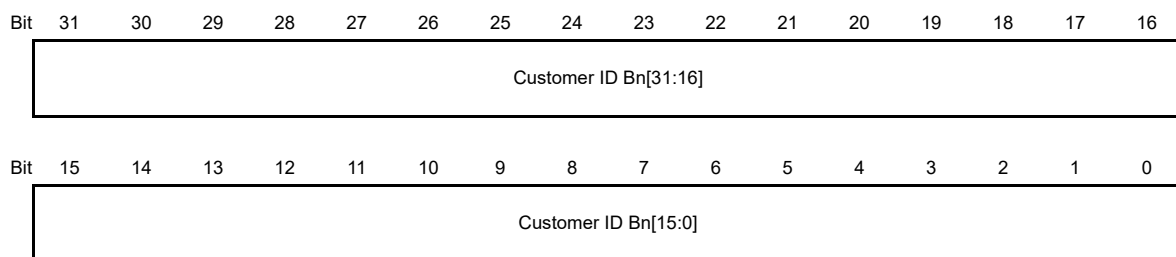 Bit 31 30 29 28 27 26 25 24 23 22 21 20 19 18 17 16
Customer ID Bn[31:16]
Bit 15 14 13 12 11 10 9 8 7 6 5 4 3 2 1 0
Customer ID Bn[15:0]